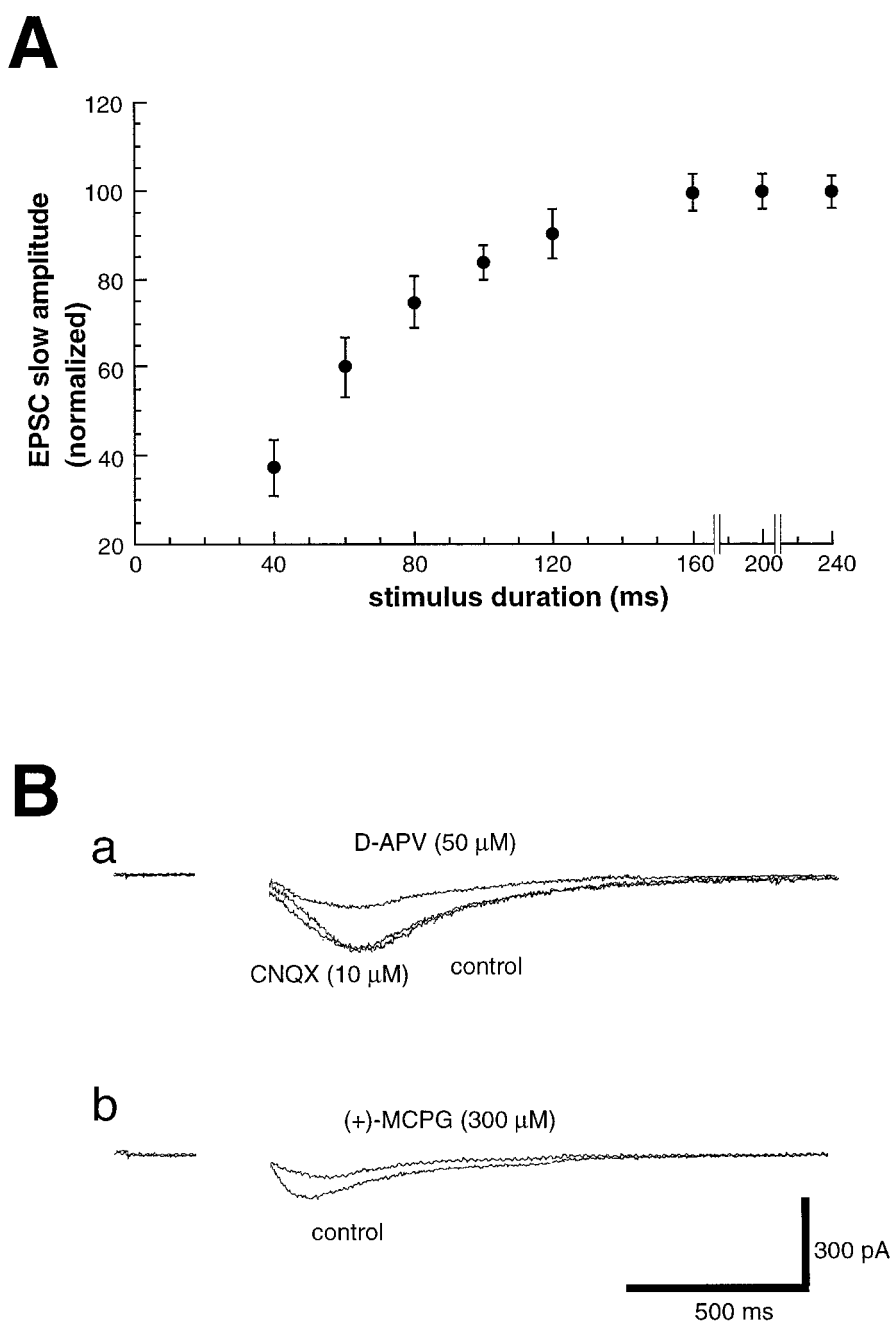 A
120
100
80
60
40
20
EPSC slow amplitude
(normalized)
0 40 80 120 160 200 240
stimulus duration (ms)
B
a
D-APV (50 µM)
CNQX (10 µM)
control
b
(+)-MCPG (300 µM)
control
300 pA
500 ms